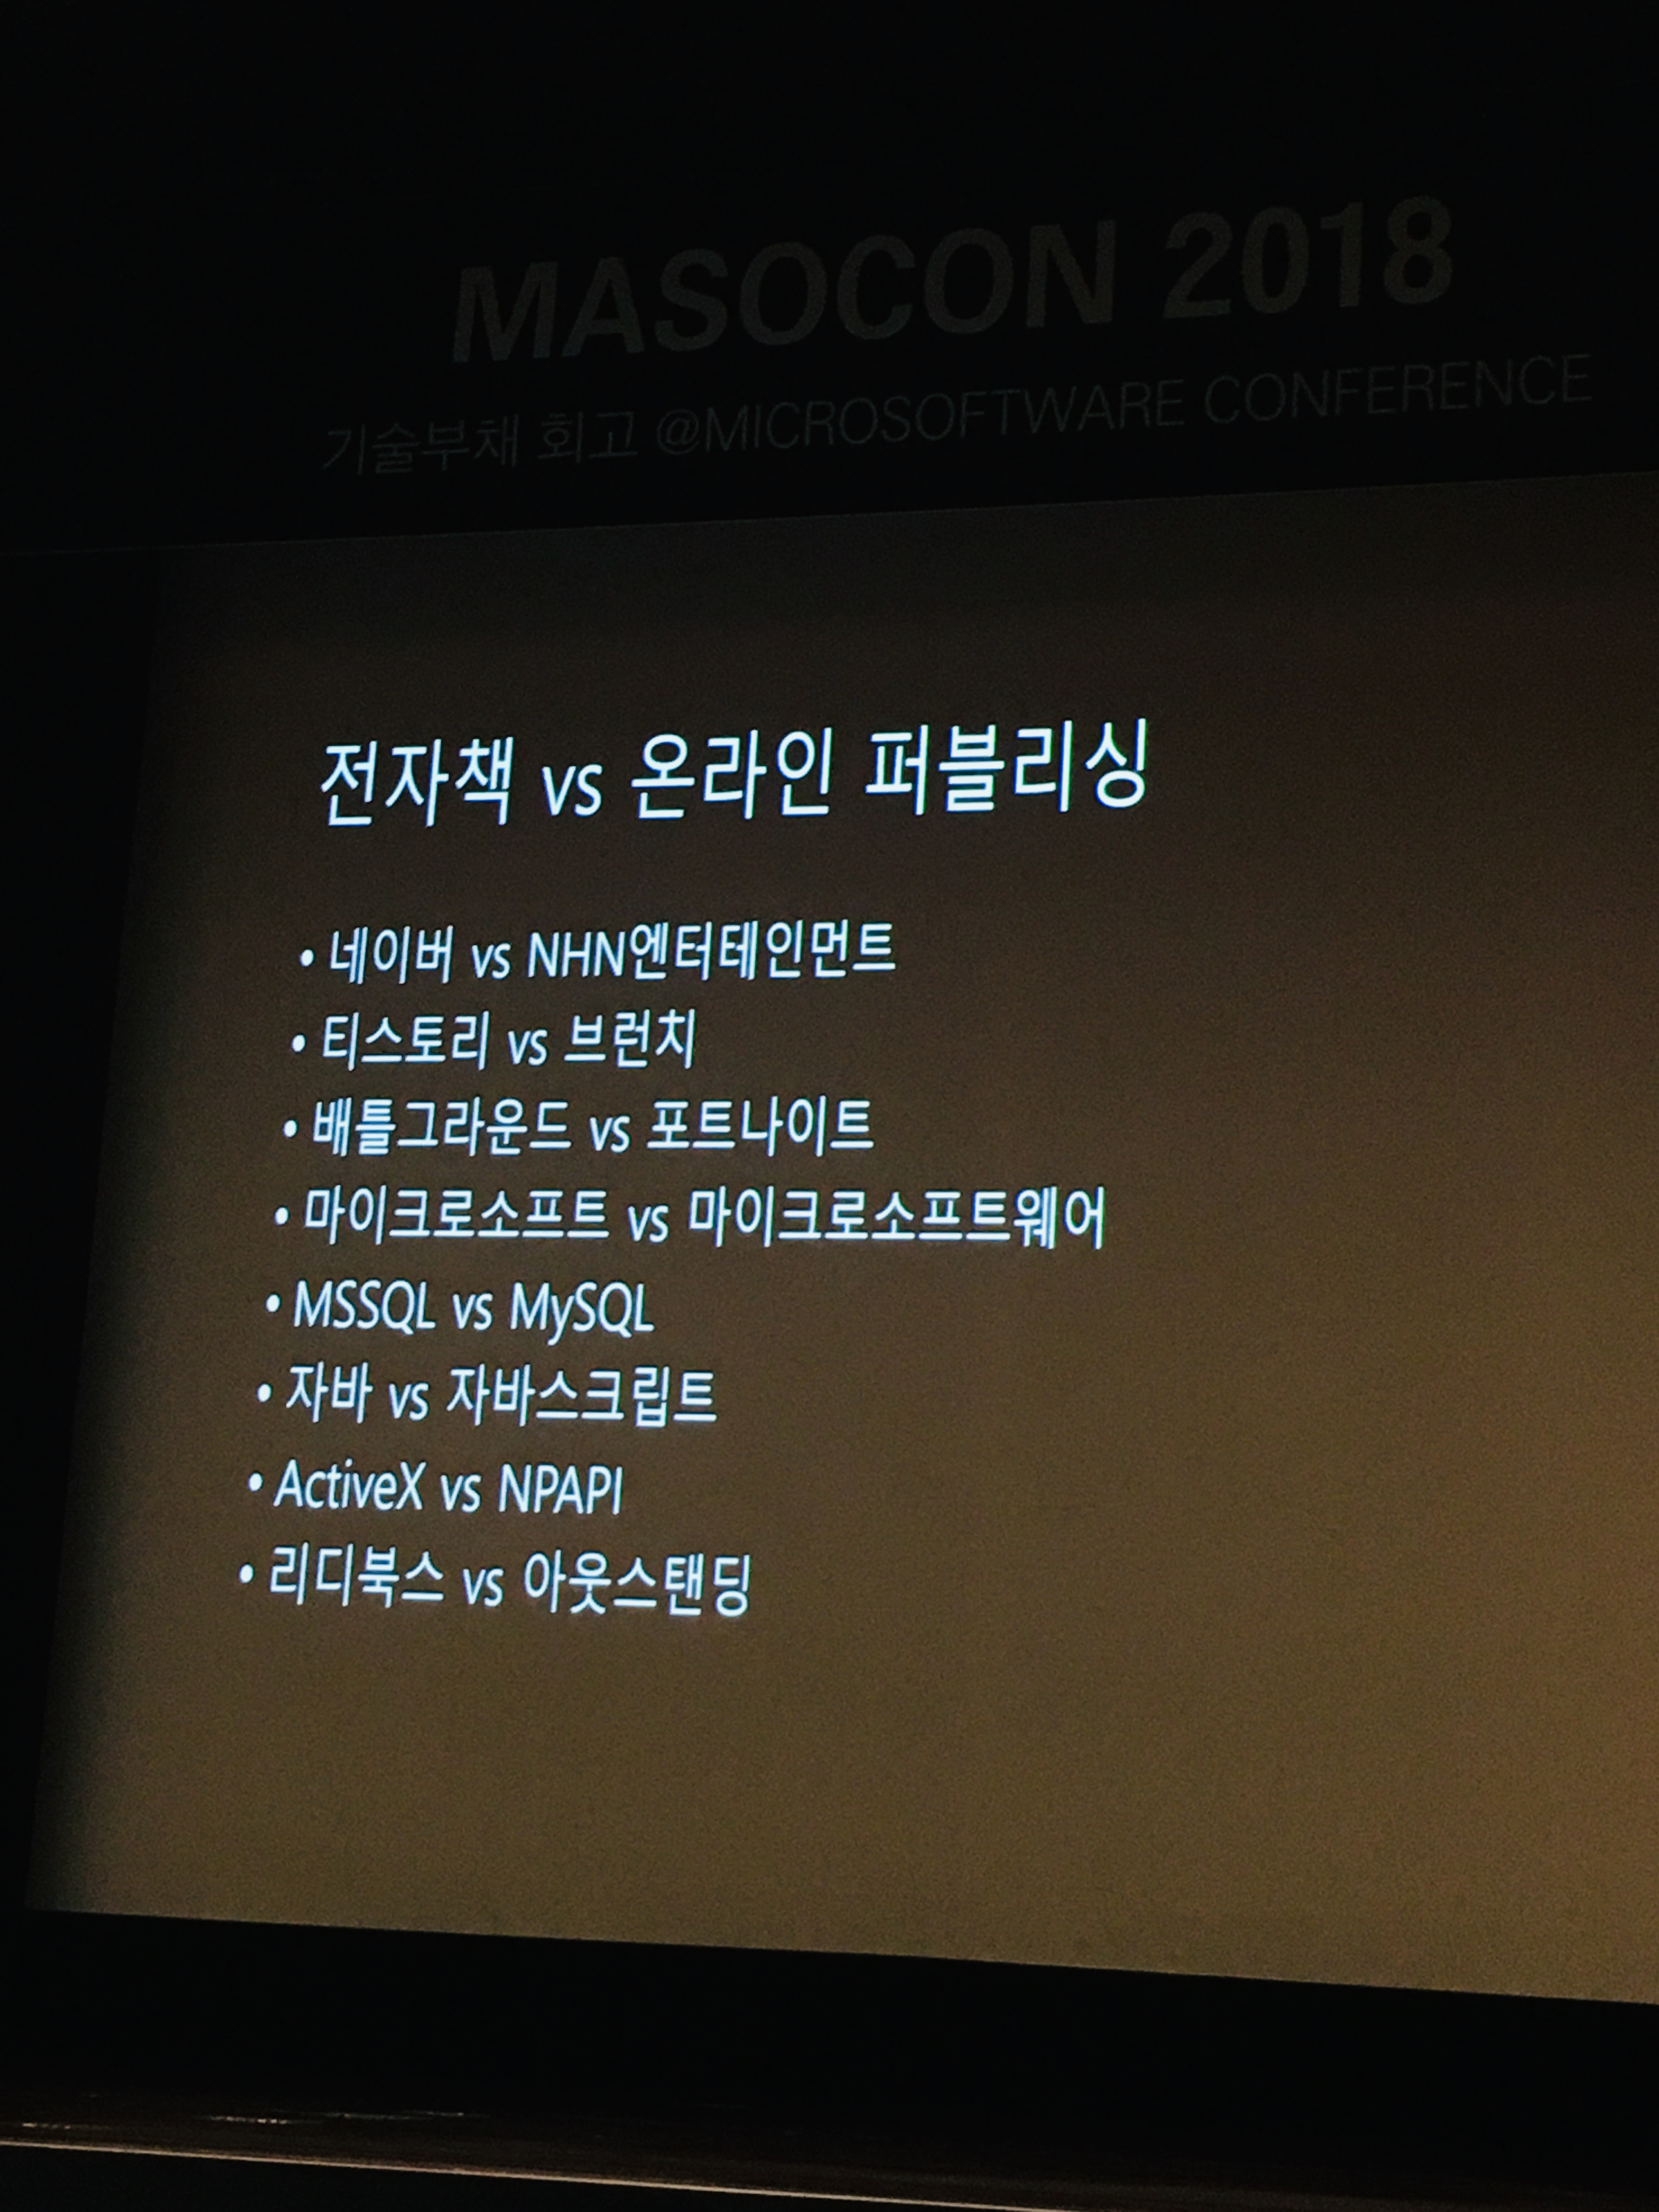 MASOCON 2018
기술부채 회고 @MICROSOFTWARE CONFERENCE
전자책 vs 온라인 퍼블리싱
• 네이버 vs NHN엔터테인먼트
• 티스토리 vs 브런치
• 배틀그라운드 vs 포트나이트
• 마이크로소프트 vs 마이크로소프트웨어
• MSSQL vs MySQL
• 자바 vs 자바스크립트
• ActiveX vs NPAPI
• 리디북스 vs 아웃스탠딩